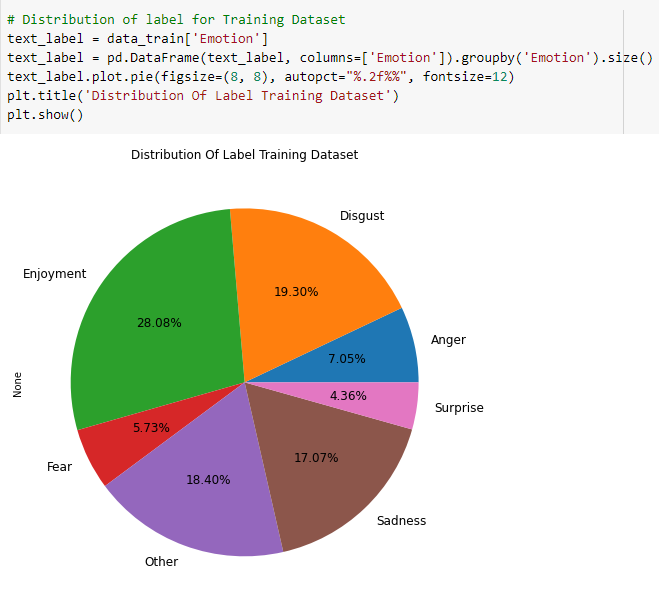 # Distribution of label for Training Dataset
text_label = data_train['Emotion']
text_label = pd.DataFrame(text_label, columns=['Emotion']).groupby('Emotion').size()
text_label.plot.pie(figsize=(8, 8), autopct="%.2f%%", fontsize=12)
plt.title('Distribution Of Label Training Dataset')
plt.show()
Distribution Of Label Training Dataset
Disgust
Enjoyment
19.30%
28.08%
Anger
7.05%
None
4.36%
Surprise
5.73%
17.07%
Fear
18.40%
Sadness
Other